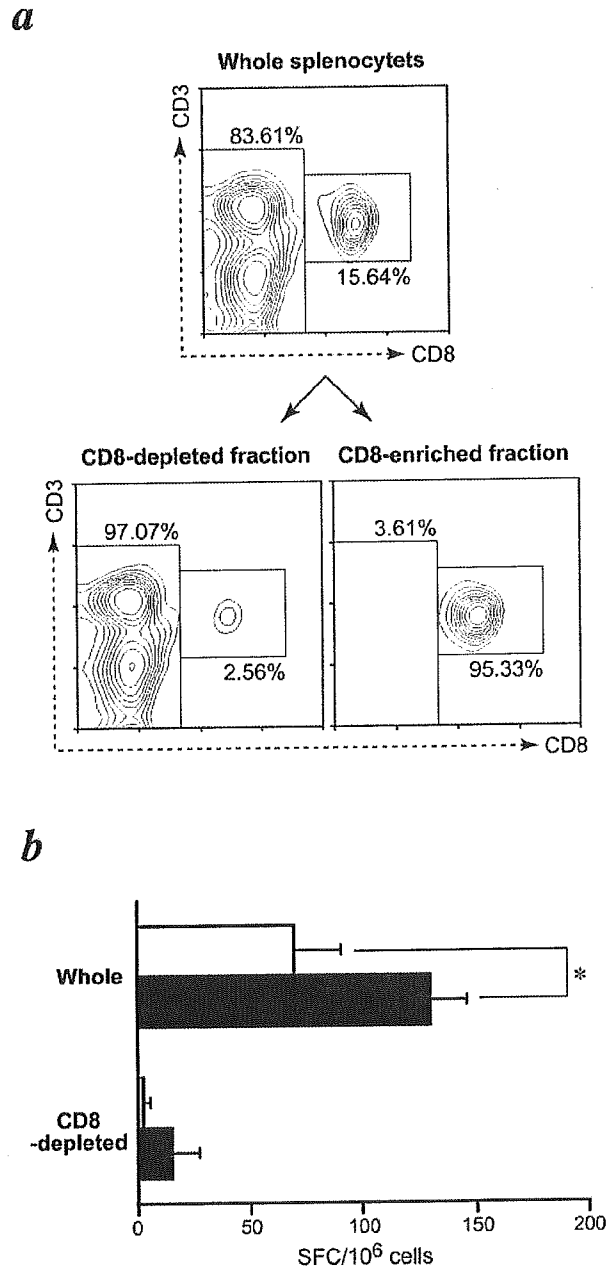 a
Whole splenocytets
CD3
83.61%
15.64%
CD8
CD8-depleted fraction
CD8-enriched fraction
CD3
97.07%
2.56%
3.61%
95.33%
CD8
b
Whole
*
CD8
-depleted
0 50 100 150 200
SFC/10⁶ cells